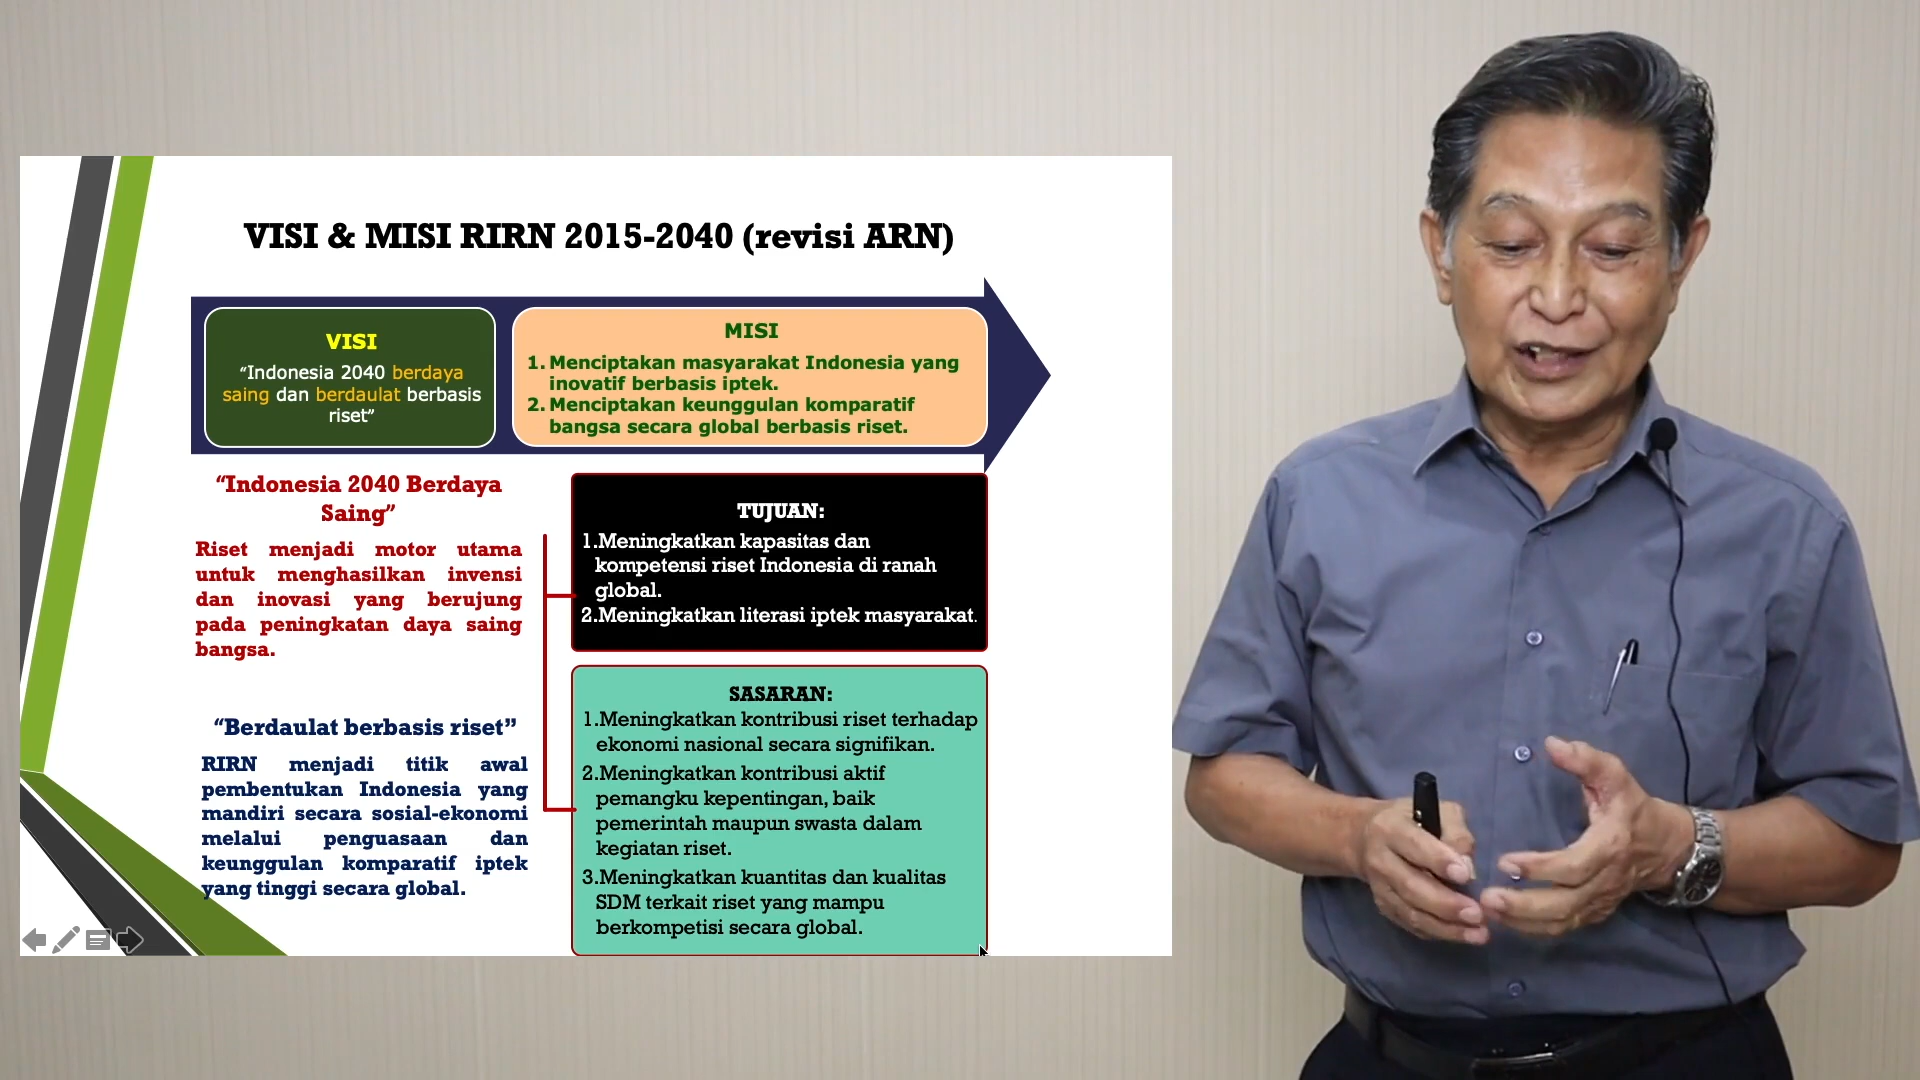 VISI & MISI RIRN 2015-2040 (revisi ARN)
VISI
“Indonesia 2040 berdaya
saing dan berdaulat berbasis
riset”
MISI
1. Menciptakan masyarakat Indonesia yang
inovatif berbasis iptek.
2. Menciptakan keunggulan komparatif
bangsa secara global berbasis riset.
“Indonesia 2040 Berdaya
Saing”
Riset menjadi motor utama
untuk menghasilkan invensi
dan inovasi yang berujung
pada peningkatan daya saing
bangsa.
“Berdaulat berbasis riset”
RIRN menjadi titik awal
pembentukan Indonesia yang
mandiri secara sosial-ekonomi
melalui penguasaan dan
keunggulan komparatif iptek
yang tinggi secara global.
TUJUAN:
1.Meningkatkan kapasitas dan
kompetensi riset Indonesia di ranah
global.
2.Meningkatkan literasi iptek masyarakat.
SASARAN:
1.Meningkatkan kontribusi riset terhadap
ekonomi nasional secara signifikan.
2.Meningkatkan kontribusi aktif
pemangku kepentingan, baik
pemerintah maupun swasta dalam
kegiatan riset.
3.Meningkatkan kuantitas dan kualitas
SDM terkait riset yang mampu
berkompetisi secara global.